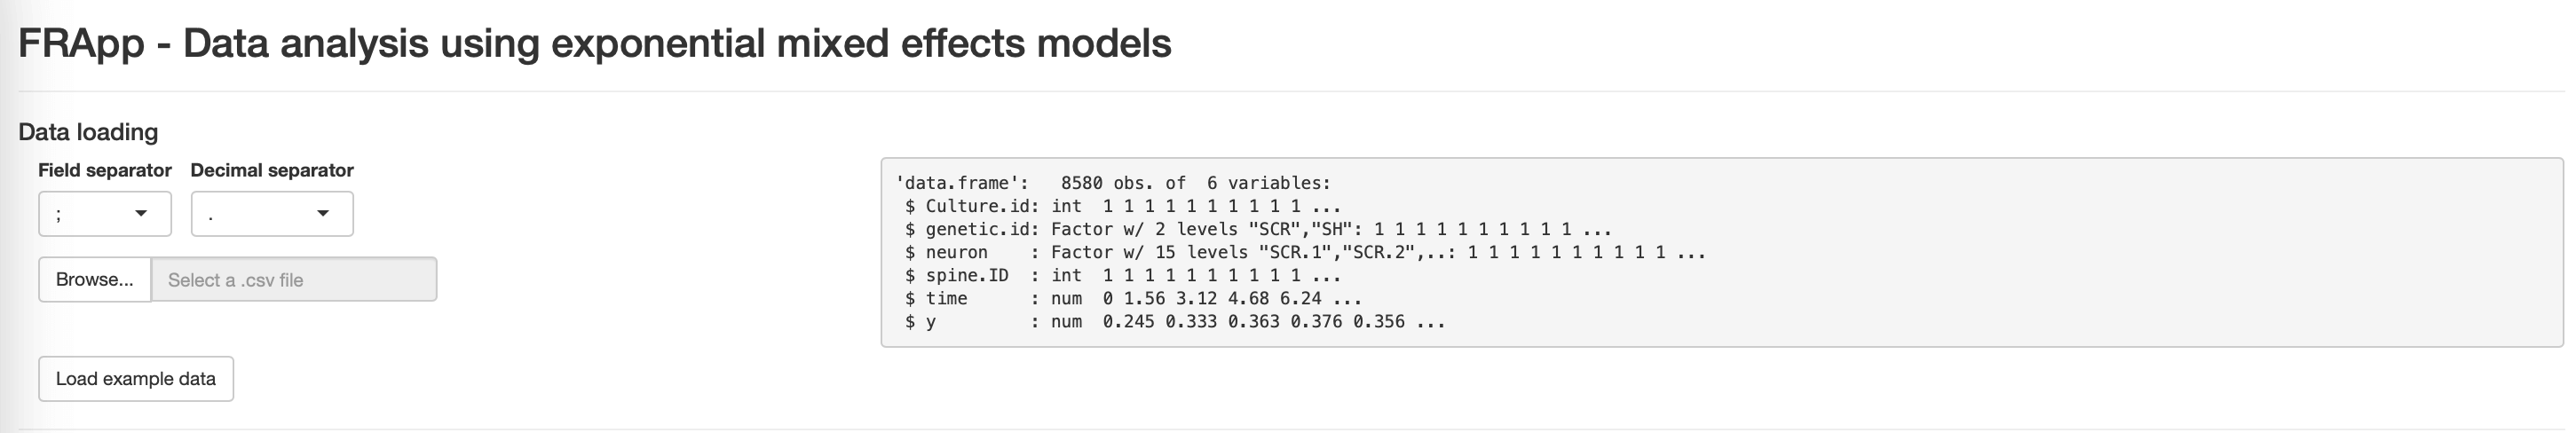 FRApp - Data analysis using exponential mixed effects models
Data loading
Field separator Decimal separator
; .
Browse... Select a .csv file
Load example data
'data.frame':   8580 obs. of  6 variables:
 $ Culture.id: int  1 1 1 1 1 1 1 1 1 1 ...
 $ genetic.id: Factor w/ 2 levels "SCR","SH": 1 1 1 1 1 1 1 1 1 1 ...
 $ neuron    : Factor w/ 15 levels "SCR.1","SCR.2",..: 1 1 1 1 1 1 1 1 1 1 ...
 $ spine.ID  : int  1 1 1 1 1 1 1 1 1 1 ...
 $ time      : num  0 1.56 3.12 4.68 6.24 ...
 $ y         : num  0.245 0.333 0.363 0.376 0.356 ...